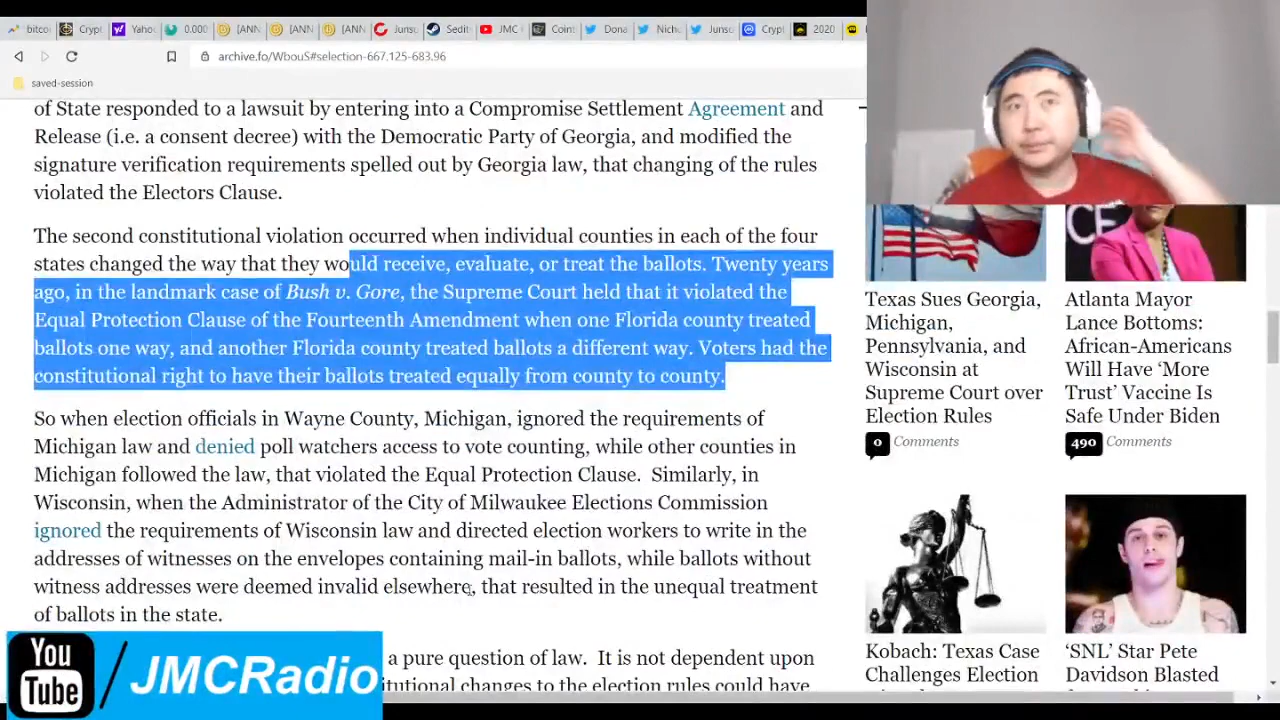 bitco
Crypt
Yaho
0.000
[ANN
[ANN
[ANN
Junsu
Sedit
JMC
Coin
Dona
Nich
Junsu
Crypt
2020
archive.fo/WbouS#selection-667.125-683.96
saved-session
of State responded to a lawsuit by entering into a Compromise Settlement Agreement and
Release (i.e. a consent decree) with the Democratic Party of Georgia, and modified the
signature verification requirements spelled out by Georgia law, that changing of the rules
violated the Electors Clause.
The second constitutional violation occurred when individual counties in each of the four
states changed the way that they would receive, evaluate, or treat the ballots. Twenty years
ago, in the landmark case of Bush v. Gore, the Supreme Court held that it violated the
Equal Protection Clause of the Fourteenth Amendment when one Florida county treated
ballots one way, and another Florida county treated ballots a different way. Voters had the
constitutional right to have their ballots treated equally from county to county.
So when election officials in Wayne County, Michigan, ignored the requirements of
Michigan law and denied poll watchers access to vote counting, while other counties in
Michigan followed the law, that violated the Equal Protection Clause. Similarly, in
Wisconsin, when the Administrator of the City of Milwaukee Elections Commission
ignored the requirements of Wisconsin law and directed election workers to write in the
addresses of witnesses on the envelopes containing mail-in ballots, while ballots without
witness addresses were deemed invalid elsewhere, that resulted in the unequal treatment
of ballots in the state.
a pure question of law. It is not dependent upon
itutional changes to the election rules could have
CE
Texas Sues Georgia,
Michigan,
Pennsylvania, and
Wisconsin at
Supreme Court over
Election Rules
0 Comments
Atlanta Mayor
Lance Bottoms:
African-Americans
Will Have ‘More
Trust’ Vaccine Is
Safe Under Biden
490 Comments
Kobach: Texas Case
Challenges Election
‘SNL’ Star Pete
Davidson Blasted
You
Tube
/ JMCRadio